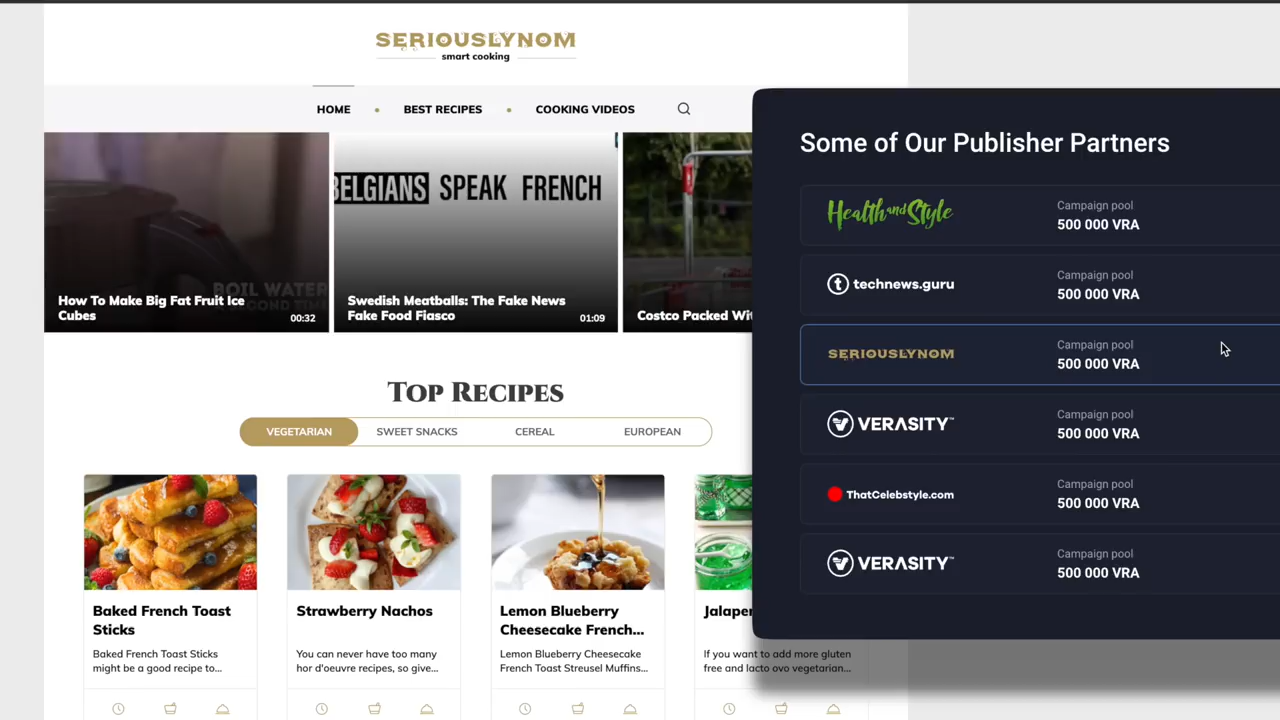 SERIOUSLYNOM
smart cooking
HOME • BEST RECIPES • COOKING VIDEOS
BOIL WATER
SECOND TIME
How To Make Big Fat Fruit Ice
Cubes
00:32
BELGIANS SPEAK FRENCH
Swedish Meatballs: The Fake News
Fake Food Fiasco
01:09
Costco Packed
TOP RECIPES
VEGETARIAN
SWEET SNACKS
CEREAL
EUROPEAN
Baked French Toast
Sticks
Baked French Toast Sticks
might be a good recipe to...
Strawberry Nachos
You can never have too many
hor d'oeuvre recipes, so give...
Lemon Blueberry
Cheesecake French...
Lemon Blueberry Cheesecake
French Toast Streusel Muffins...
If you want to add more gluten
free and lacto ovo vegetarian...
Some of Our Publisher Partners
Health and Style
Campaign pool
500 000 VRA
technews.guru
Campaign pool
500 000 VRA
SERIOUSLYNOM
Campaign pool
500 000 VRA
VERASITY™
Campaign pool
500 000 VRA
ThatCelebstyle.com
Campaign pool
500 000 VRA
VERASITY™
Campaign pool
500 000 VRA